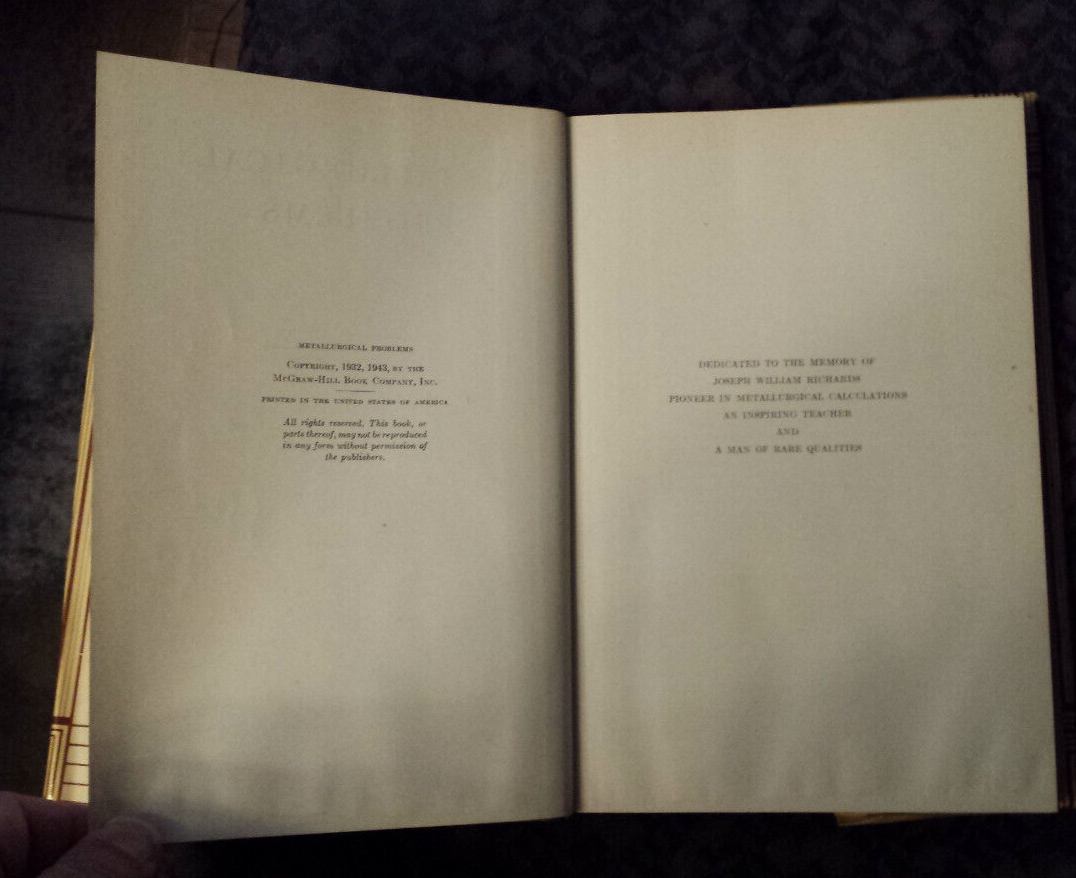 METALLURGICAL PROBLEMS
COPYRIGHT, 1932, 1943, BY THE
MCGRAW-HILL BOOK COMPANY, INC.
PRINTED IN THE UNITED STATES OF AMERICA
All rights reserved. This book, or
parts thereof, may not be reproduced
in any form without permission of
the publishers.
DEDICATED TO THE MEMORY OF
JOSEPH WILLIAM RICHARDS
PIONEER IN METALLURGICAL CALCULATIONS
AN INSPIRING TEACHER
AND
A MAN OF RARE QUALITIES